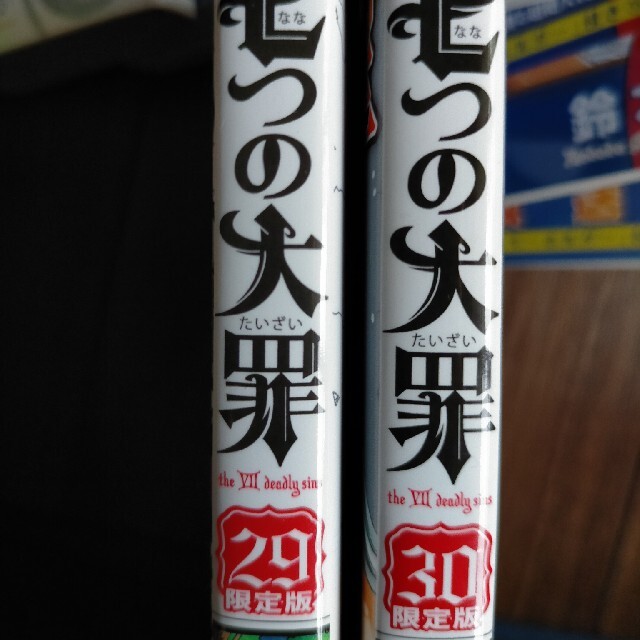 七つの大罪
なな
たいざい
the VII deadly sins
29
限定版
七つの大罪
なな
たいざい
the VII deadly sins
30
限定版
鈴